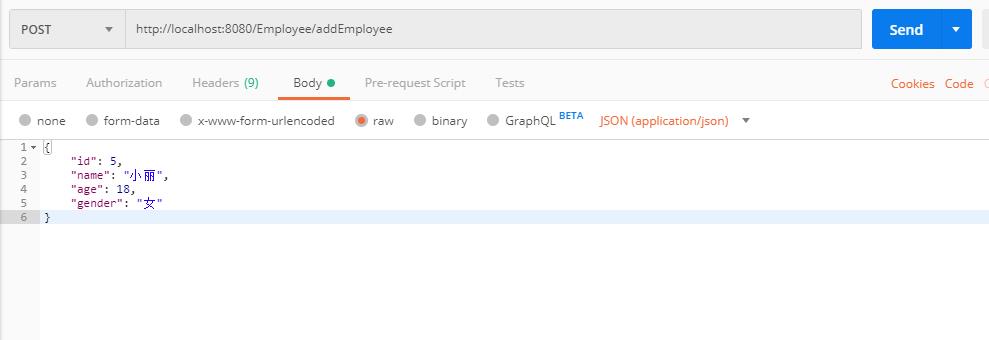 POST http://localhost:8080/Employee/addEmployee Send
Params Authorization Headers (9) Body Pre-request Script Tests Cookies Code
none form-data x-www-form-urlencoded raw binary GraphQL BETA JSON (application/json)
1 {
2 "id": 5,
3 "name": "小丽",
4 "age": 18,
5 "gender": "女"
6 }